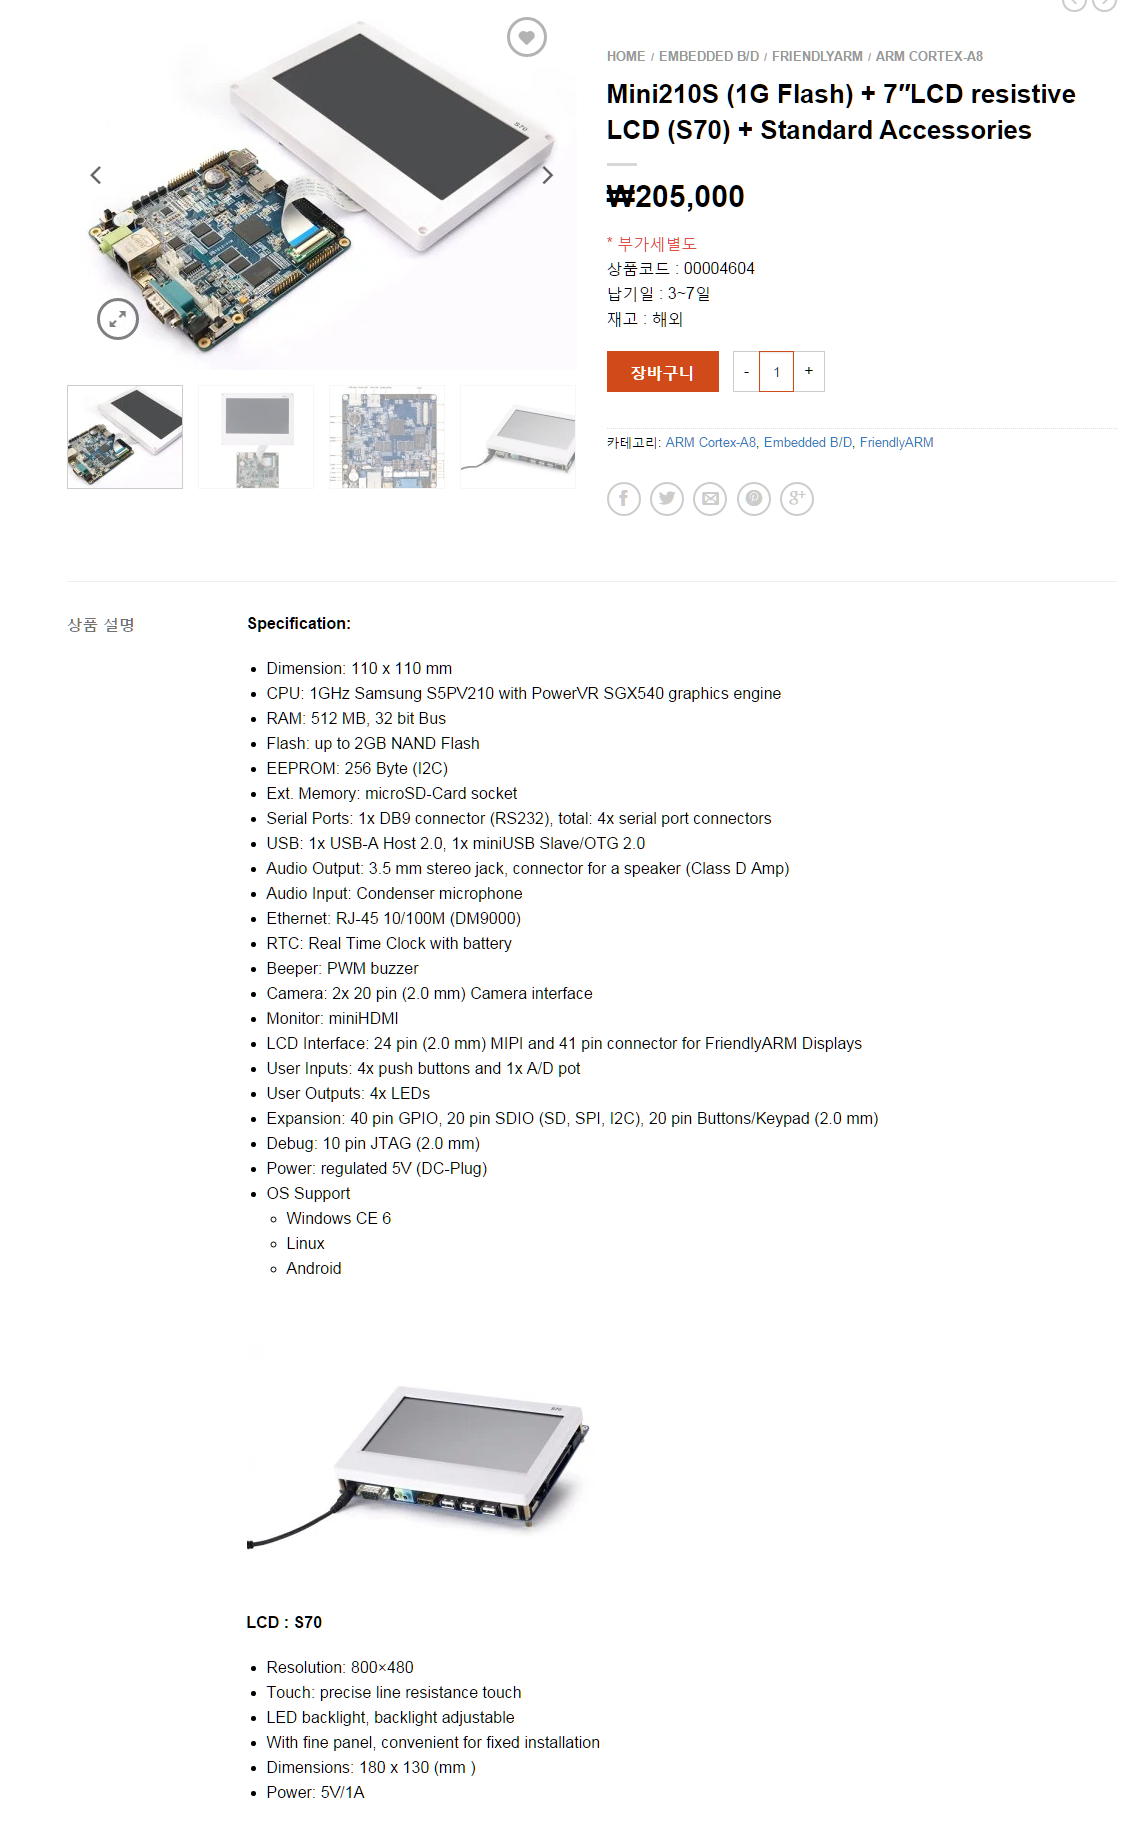 HOME / EMBEDDED B/D / FRIENDLYARM / ARM CORTEX-A8
Mini210S (1G Flash) + 7″LCD resistive
LCD (S70) + Standard Accessories
₩205,000
* 부가세별도
상품코드 : 00004604
납기일 : 3~7일
재고 : 해외
장바구니
- 1 +
카테고리: ARM Cortex-A8, Embedded B/D, FriendlyARM
S70
상품 설명
Specification:
• Dimension: 110 x 110 mm
• CPU: 1GHz Samsung S5PV210 with PowerVR SGX540 graphics engine
• RAM: 512 MB, 32 bit Bus
• Flash: up to 2GB NAND Flash
• EEPROM: 256 Byte (I2C)
• Ext. Memory: microSD-Card socket
• Serial Ports: 1x DB9 connector (RS232), total: 4x serial port connectors
• USB: 1x USB-A Host 2.0, 1x miniUSB Slave/OTG 2.0
• Audio Output: 3.5 mm stereo jack, connector for a speaker (Class D Amp)
• Audio Input: Condenser microphone
• Ethernet: RJ-45 10/100M (DM9000)
• RTC: Real Time Clock with battery
• Beeper: PWM buzzer
• Camera: 2x 20 pin (2.0 mm) Camera interface
• Monitor: miniHDMI
• LCD Interface: 24 pin (2.0 mm) MIPI and 41 pin connector for FriendlyARM Displays
• User Inputs: 4x push buttons and 1x A/D pot
• User Outputs: 4x LEDs
• Expansion: 40 pin GPIO, 20 pin SDIO (SD, SPI, I2C), 20 pin Buttons/Keypad (2.0 mm)
• Debug: 10 pin JTAG (2.0 mm)
• Power: regulated 5V (DC-Plug)
• OS Support
◦ Windows CE 6
◦ Linux
◦ Android
S70
LCD : S70
• Resolution: 800×480
• Touch: precise line resistance touch
• LED backlight, backlight adjustable
• With fine panel, convenient for fixed installation
• Dimensions: 180 x 130 (mm )
• Power: 5V/1A